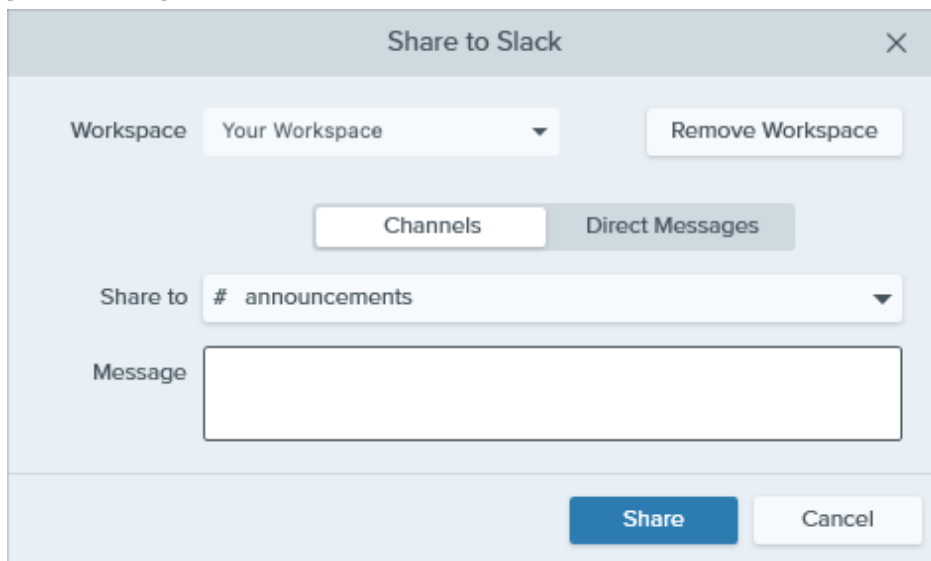 Share to Slack
Workspace Your Workspace Remove Workspace
Channels Direct Messages
Share to # announcements
Message
Share Cancel